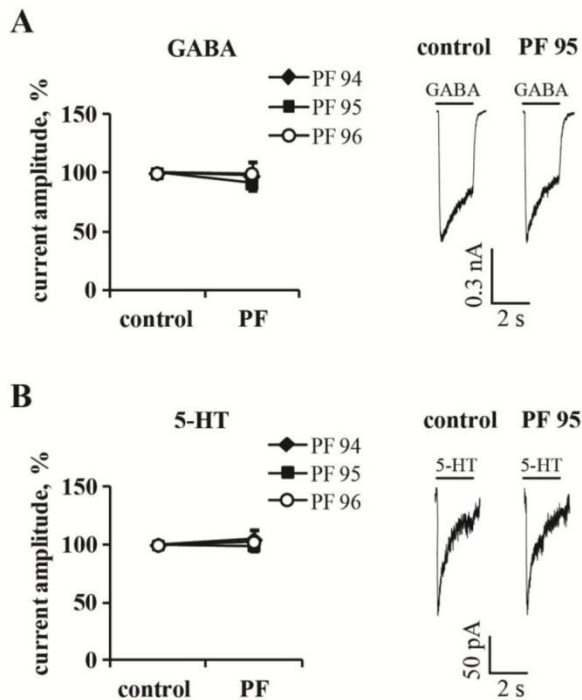 A
GABA
PF 94
PF 95
PF 96
current amplitude, %
150
100
50
0
control
PF
control PF 95
GABA GABA
0.3 nA
2 s
B
5-HT
PF 94
PF 95
PF 96
current amplitude, %
150
100
50
0
control
PF
control PF 95
5-HT 5-HT
50 pA
2 s